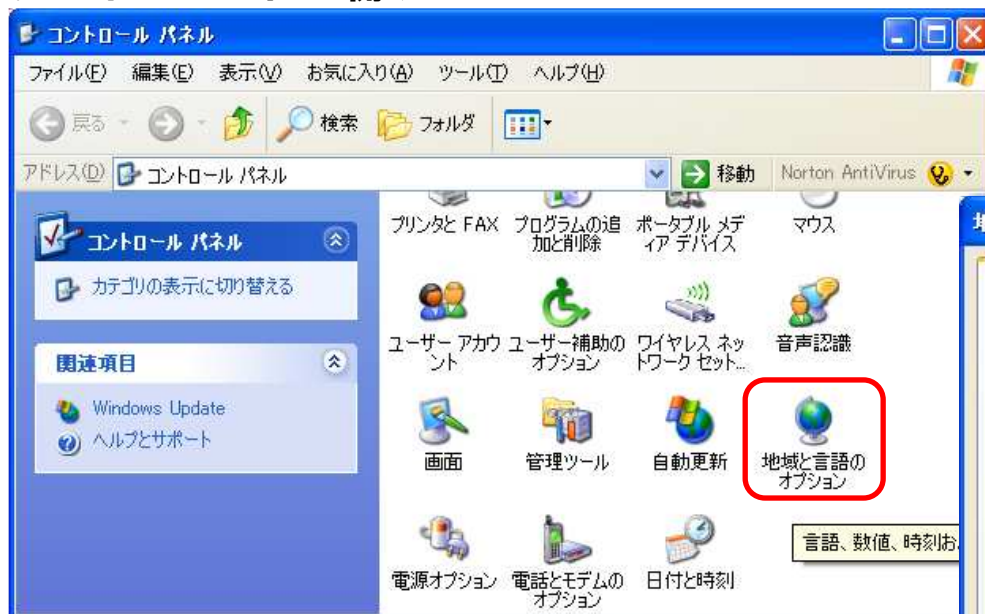 コントロール パネル
ファイル(F) 編集(E) 表示(V) お気に入り(A) ツール(T) ヘルプ(H)
戻る 検索 フォルダ
アドレス(D) コントロール パネル 移動 Norton AntiVirus
コントロール パネル
カテゴリの表示に切り替える
関連項目
Windows Update
ヘルプとサポート
プリンタと FAX
プログラムの追
加と削除
ポータブル メデ
ィア デバイス
マウス
ユーザー アカウ
ント
ユーザー補助の
オプション
ワイヤレス ネッ
トワーク セット...
音声認識
画面
管理ツール
自動更新
地域と言語の
オプション
電源オプション
電話とモデムの
オプション
日付と時刻
言語、数値、時刻お